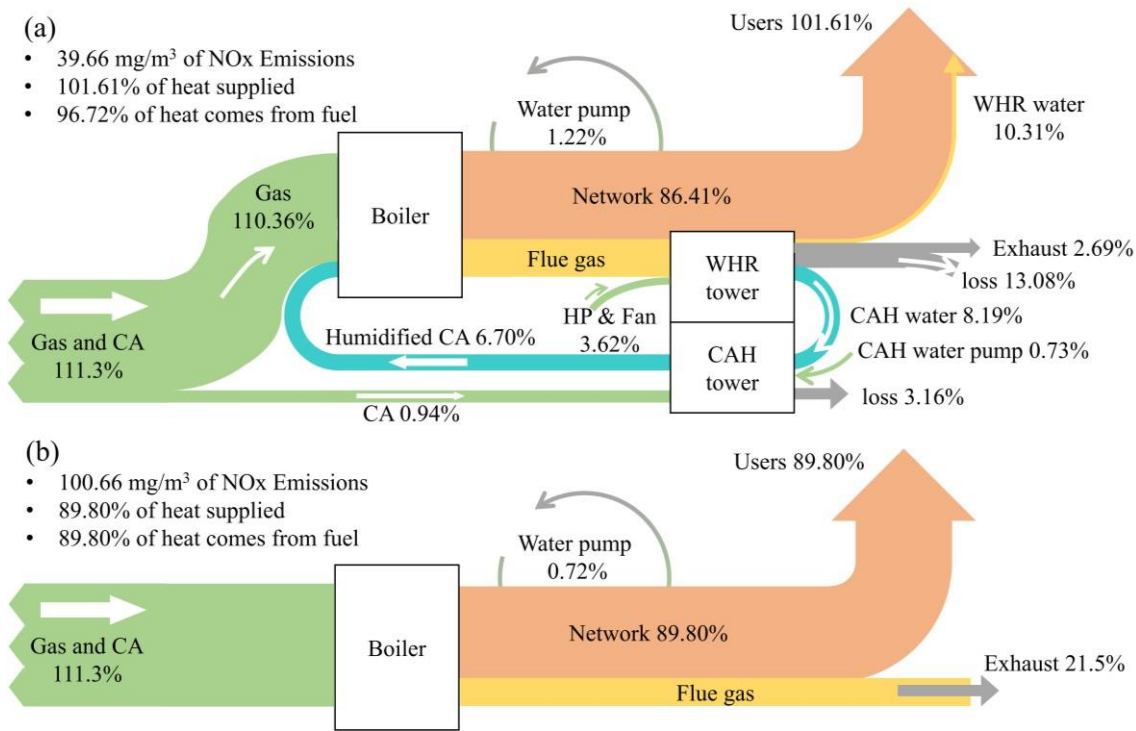 (a)
• 39.66 mg/m³ of NOx Emissions
• 101.61% of heat supplied
• 96.72% of heat comes from fuel
Users 101.61%
Water pump
1.22%
WHR water
10.31%
Gas
110.36%
Boiler
Network 86.41%
Flue gas
WHR
tower
Exhaust 2.69%
loss 13.08%
Gas and CA
111.3%
HP & Fan
3.62%
Humidified CA 6.70%
CAH water 8.19%
CAH
tower
CAH water pump 0.73%
CA 0.94%
loss 3.16%
(b)
• 100.66 mg/m³ of NOx Emissions
• 89.80% of heat supplied
• 89.80% of heat comes from fuel
Users 89.80%
Water pump
0.72%
Gas and CA
111.3%
Boiler
Network 89.80%
Flue gas
Exhaust 21.5%